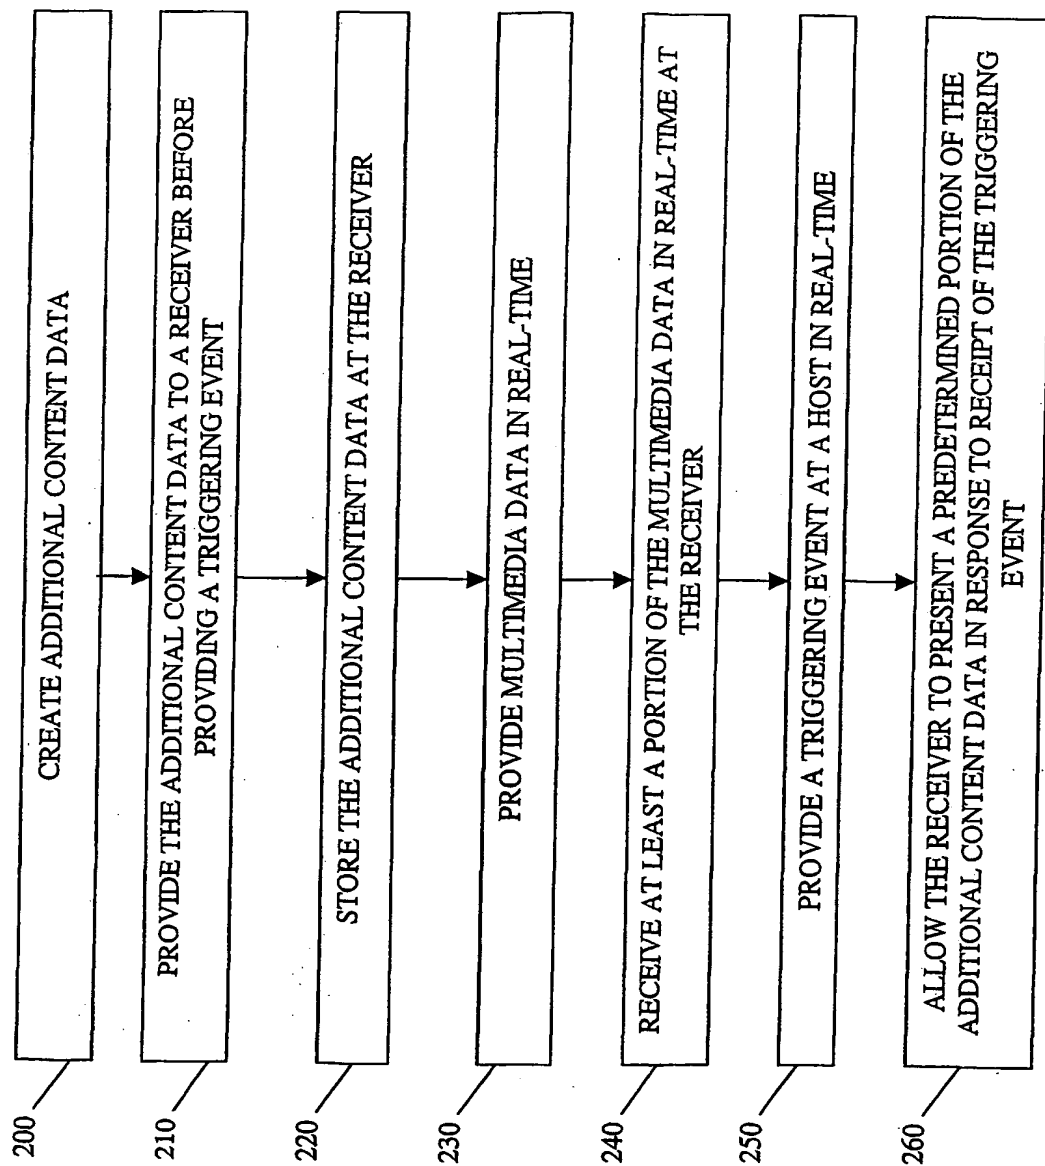 200
CREATE ADDITIONAL CONTENT DATA
210
PROVIDE THE ADDITIONAL CONTENT DATA TO A RECEIVER BEFORE
PROVIDING A TRIGGERING EVENT
220
STORE THE ADDITIONAL CONTENT DATA AT THE RECEIVER
230
PROVIDE MULTIMEDIA DATA IN REAL-TIME
240
RECEIVE AT LEAST A PORTION OF THE MULTIMEDIA DATA IN REAL-TIME AT
THE RECEIVER
250
PROVIDE A TRIGGERING EVENT AT A HOST IN REAL-TIME
260
ALLOW THE RECEIVER TO PRESENT A PREDETERMINED PORTION OF THE
ADDITIONAL CONTENT DATA IN RESPONSE TO RECEIPT OF THE TRIGGERING
EVENT